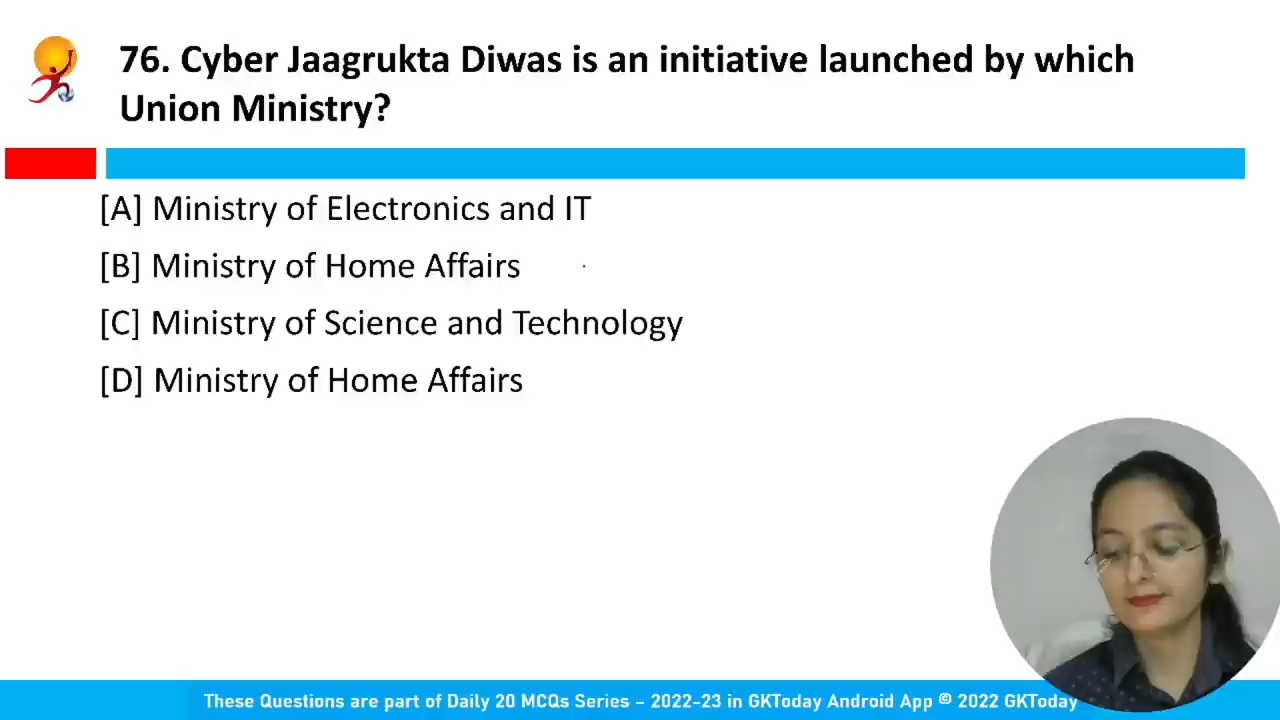 76. Cyber Jaagrukta Diwas is an initiative launched by which
Union Ministry?
[A] Ministry of Electronics and IT
[B] Ministry of Home Affairs
[C] Ministry of Science and Technology
[D] Ministry of Home Affairs
These Questions are part of Daily 20 MCQs Series – 2022-23 in GKToday Android App © 2022 GKToday